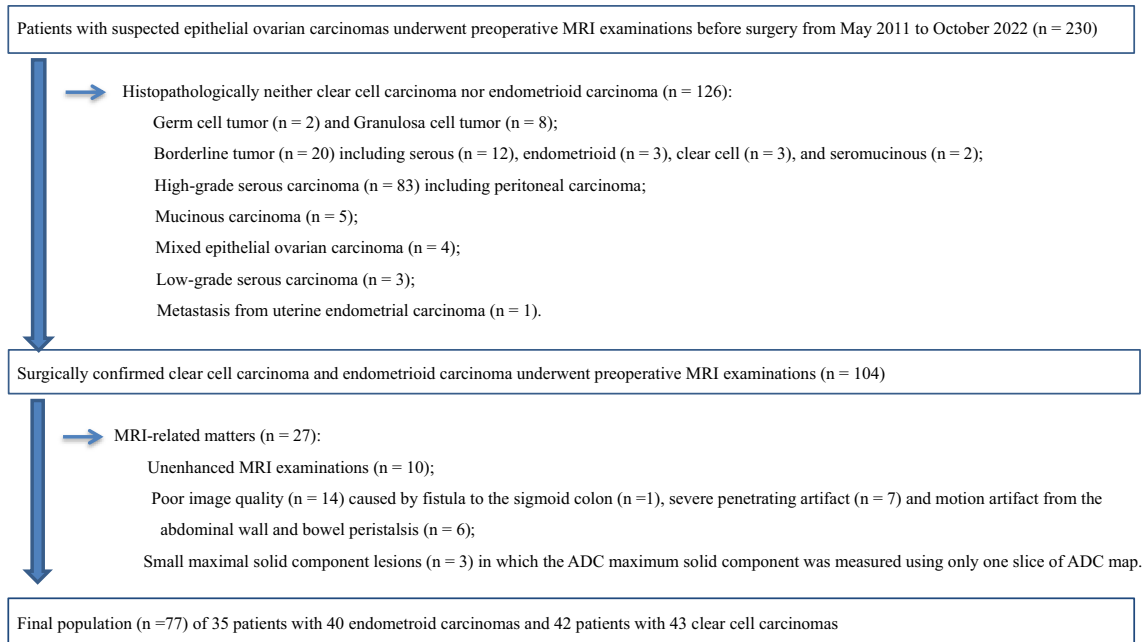 Patients with suspected epithelial ovarian carcinomas underwent preoperative MRI examinations before surgery from May 2011 to October 2022 (n = 230)
Histopathologically neither clear cell carcinoma nor endometrioid carcinoma (n = 126):
Germ cell tumor (n = 2) and Granulosa cell tumor (n = 8);
Borderline tumor (n = 20) including serous (n = 12), endometrioid (n = 3), clear cell (n = 3), and seromucinous (n = 2);
High-grade serous carcinoma (n = 83) including peritoneal carcinoma;
Mucinous carcinoma (n = 5);
Mixed epithelial ovarian carcinoma (n = 4);
Low-grade serous carcinoma (n = 3);
Metastasis from uterine endometrial carcinoma (n = 1).
Surgically confirmed clear cell carcinoma and endometrioid carcinoma underwent preoperative MRI examinations (n = 104)
MRI-related matters (n = 27):
Unenhanced MRI examinations (n = 10);
Poor image quality (n = 14) caused by fistula to the sigmoid colon (n =1), severe penetrating artifact (n = 7) and motion artifact from the
abdominal wall and bowel peristalsis (n = 6);
Small maximal solid component lesions (n = 3) in which the ADC maximum solid component was measured using only one slice of ADC map.
Final population (n =77) of 35 patients with 40 endometroid carcinomas and 42 patients with 43 clear cell carcinomas